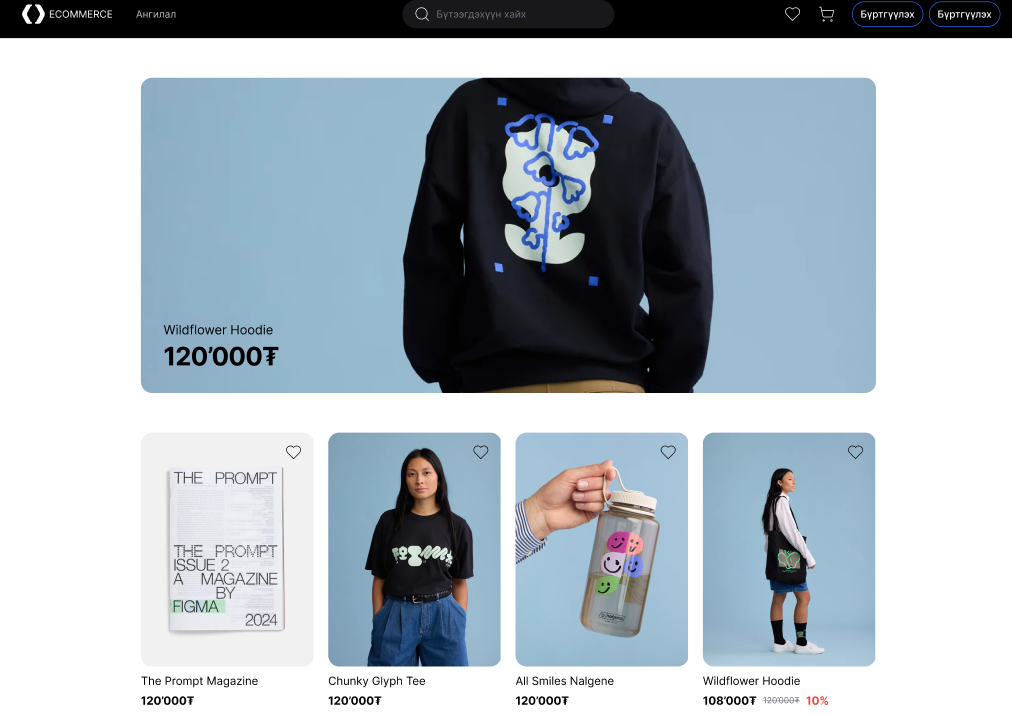 ECOMMERCE
Ангилал
Бүтээгдэхүүн хайх
Бүртгүүлэх
Бүртгүүлэх
Wildflower Hoodie
120'000₮
THE PROMPT
THE PROMPT
ISSUE 2
A MAGAZINE
BY
FIGMA
2024
The Prompt Magazine
120'000₮
Chunky Glyph Tee
120'000₮
All Smiles Nalgene
120'000₮
Wildflower Hoodie
108'000₮ 120'000₮ 10%